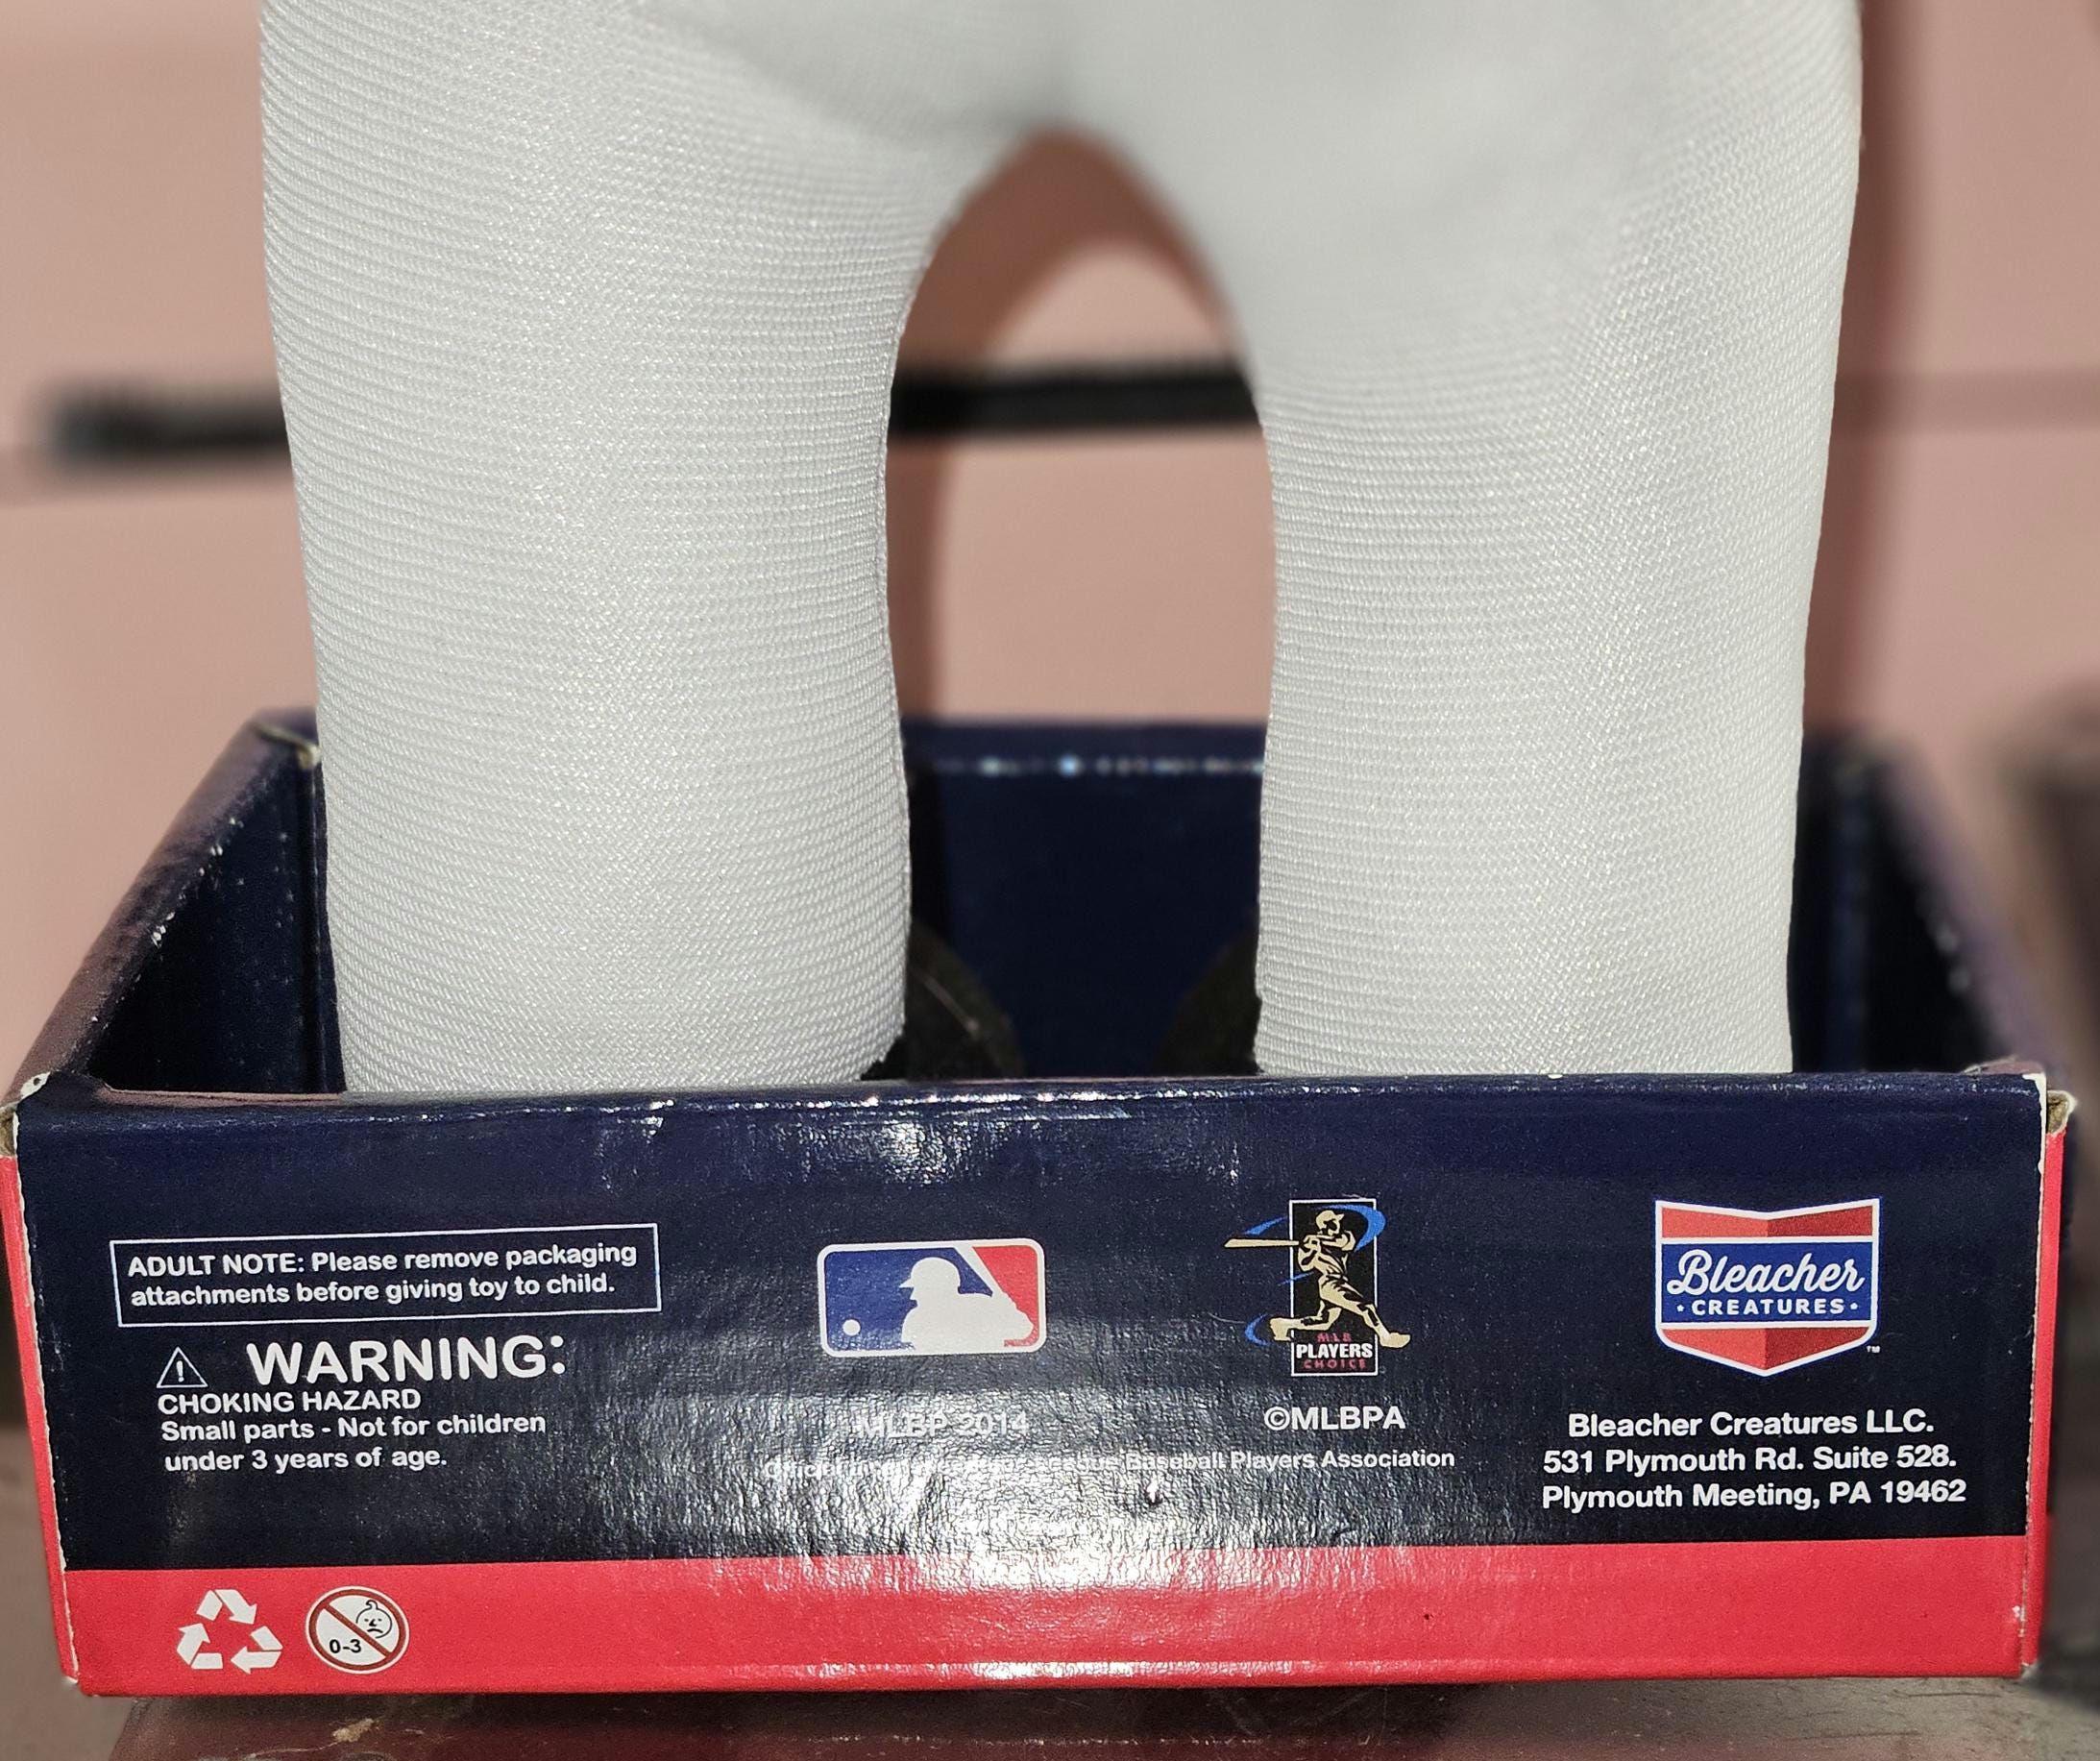 ADULT NOTE: Please remove packaging
attachments before giving toy to child.
WARNING:
CHOKING HAZARD
Small parts - Not for children
under 3 years of age.
0-3
MLBP 2014
MLB
PLAYERS
CHOICE
©MLBPA
Baseball Players Association
Bleacher
• CREATURES •
TM
Bleacher Creatures LLC.
531 Plymouth Rd. Suite 528.
Plymouth Meeting, PA 19462